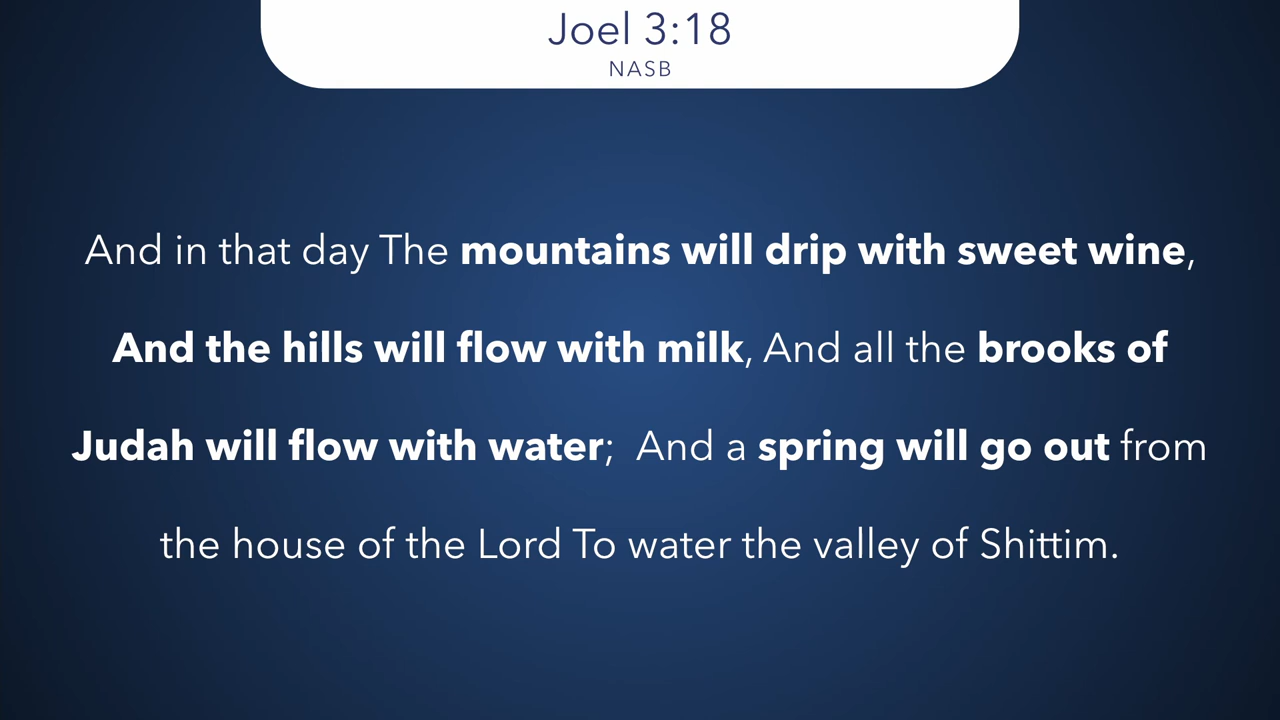 Joel 3:18
NASB
And in that day The mountains will drip with sweet wine,
And the hills will flow with milk, And all the brooks of
Judah will flow with water;  And a spring will go out from
the house of the Lord To water the valley of Shittim.